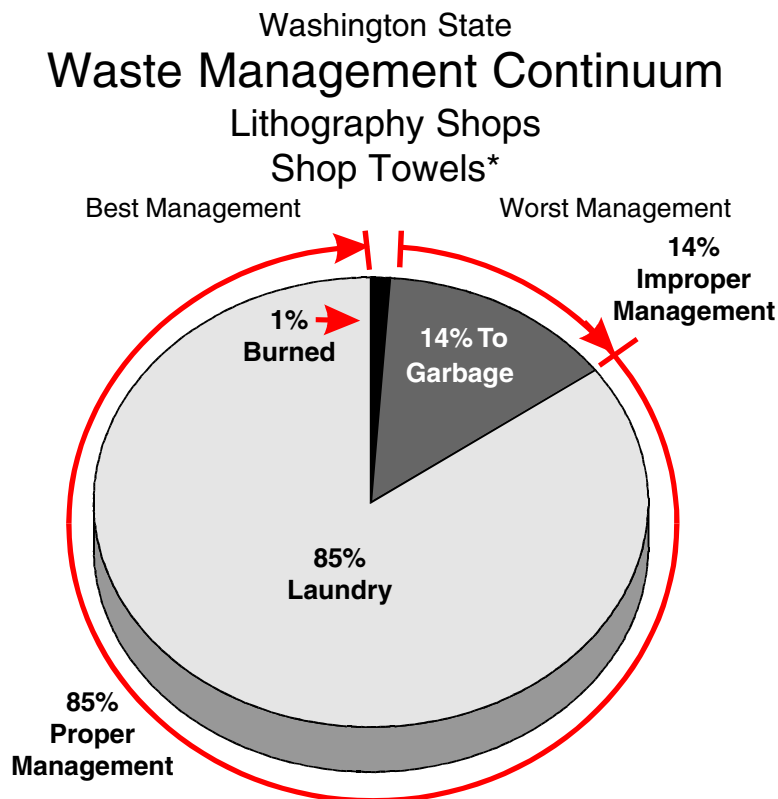 Washington State
Waste Management Continuum
Lithography Shops
Shop Towels*
Best Management
Worst Management
14%
Improper
Management
1%
Burned
14% To
Garbage
85%
Laundry
85%
Proper
Management